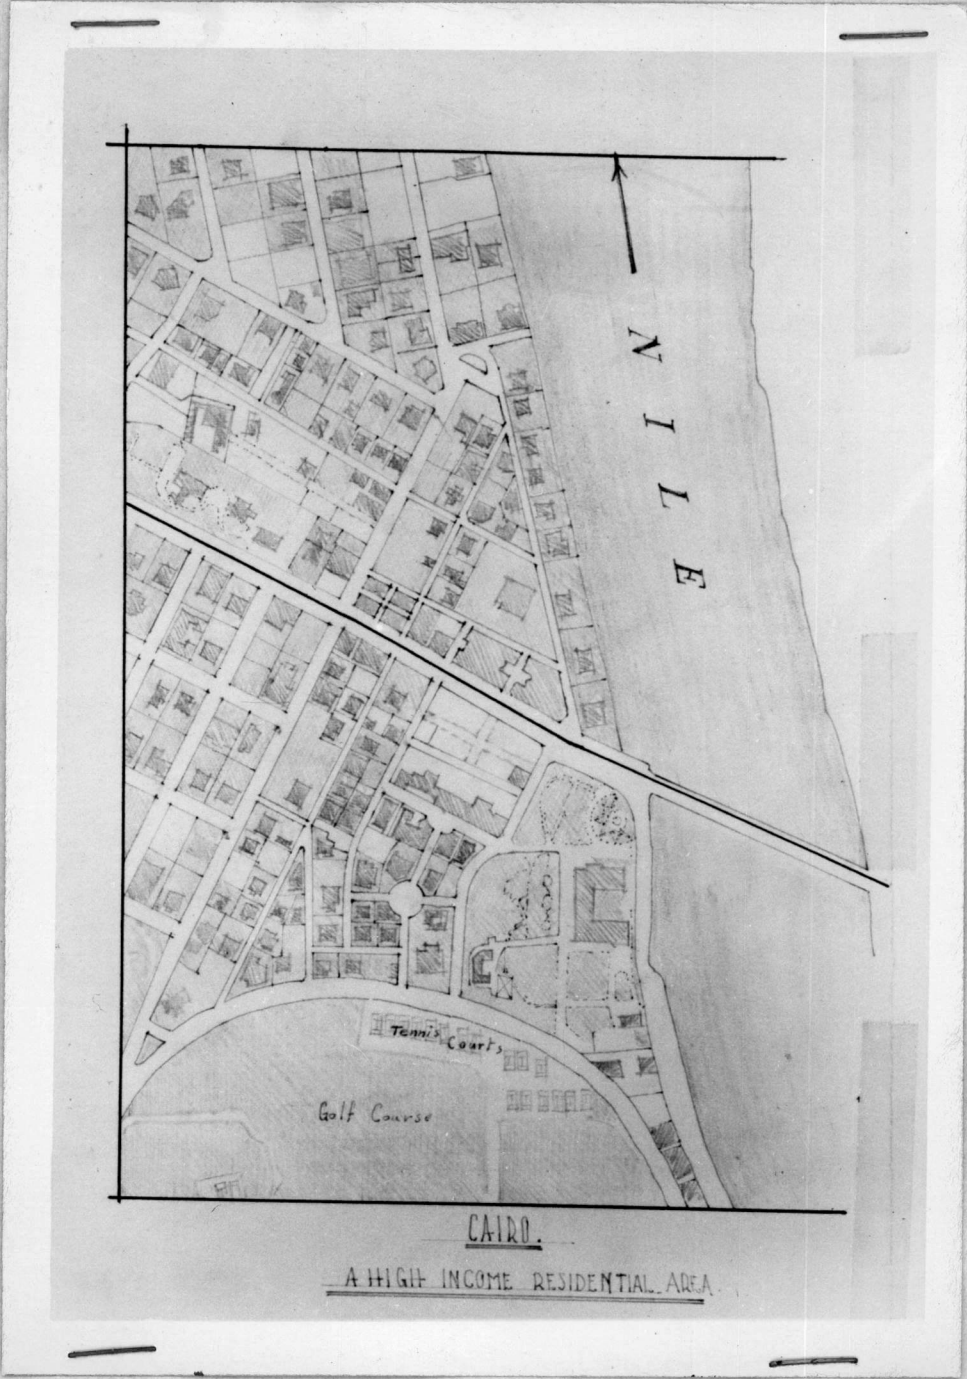 NILE
Tennis Courts
Golf Course
CAIRO.
A HIGH INCOME RESIDENTIAL AREA.